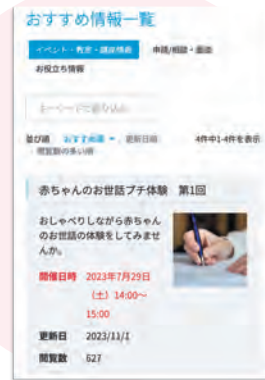 おすすめ情報一覧
イベント・教室・講座情報 申請/相談・面談
お役立ち情報
キーワードで絞り込む
並び順 おすすめ順 更新日順 4件中1-4件を表示
閲覧数の多い順
赤ちゃんのお世話プチ体験 第1回
おしゃべりしながら赤ちゃん
のお世話の体験をしてみませ
んか。
開催日時 2023年7月29日
（土）14:00～
15:00
更新日 2023/11/1
閲覧数 627